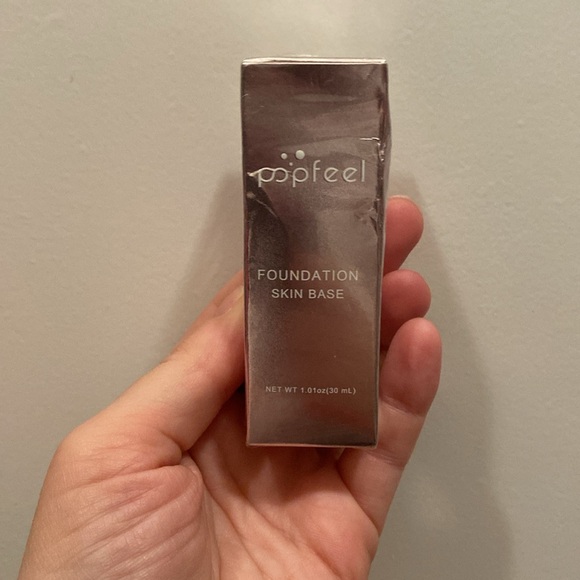 popfeel
FOUNDATION
SKIN BASE
NET WT 1.01oz(30 mL)